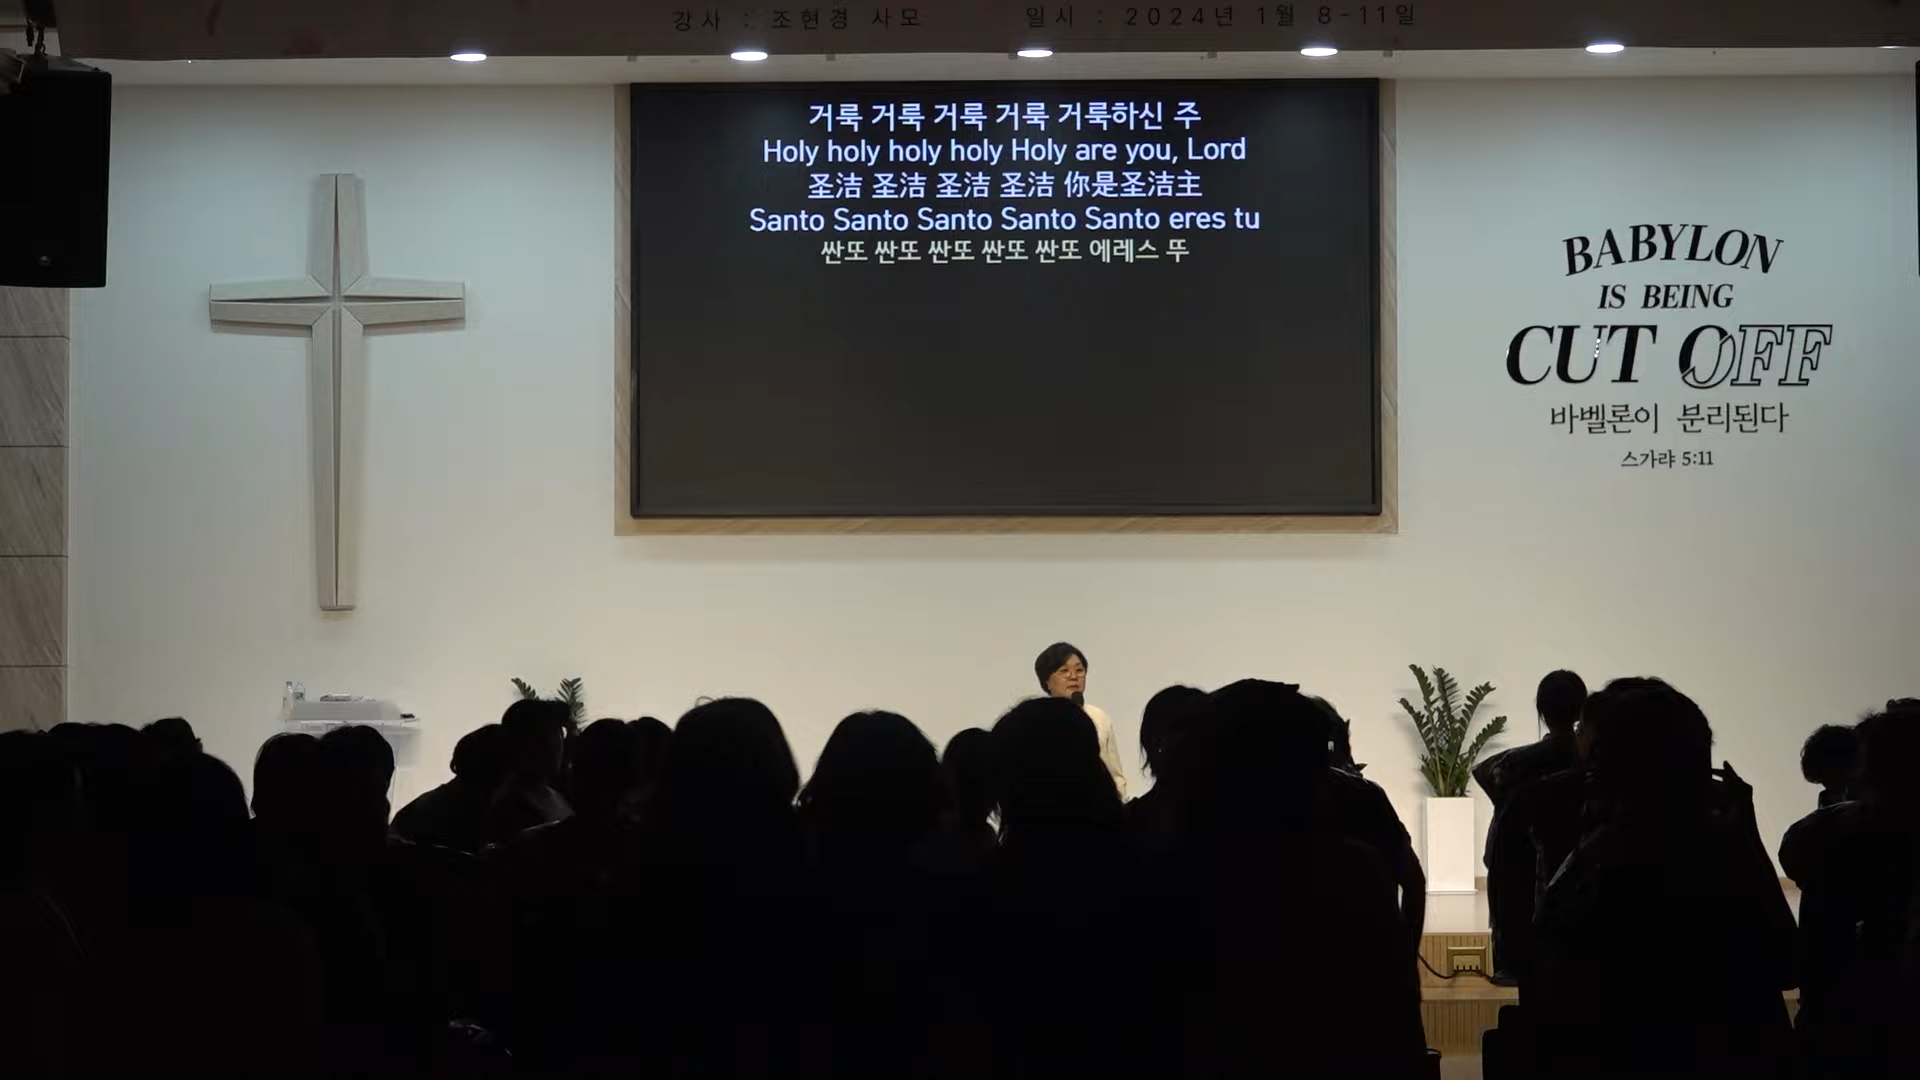 강사 : 조현경 사모
일시 : 2024년 1월 8-11일
거룩 거룩 거룩 거룩 거룩하신 주
Holy holy holy holy Holy are you, Lord
圣洁 圣洁 圣洁 圣洁 你是圣洁主
Santo Santo Santo Santo Santo eres tu
싼또 싼또 싼또 싼또 싼또 에레스 뚜
BABYLON
IS BEING
CUT OFF
바벨론이 분리된다
스가랴 5:11